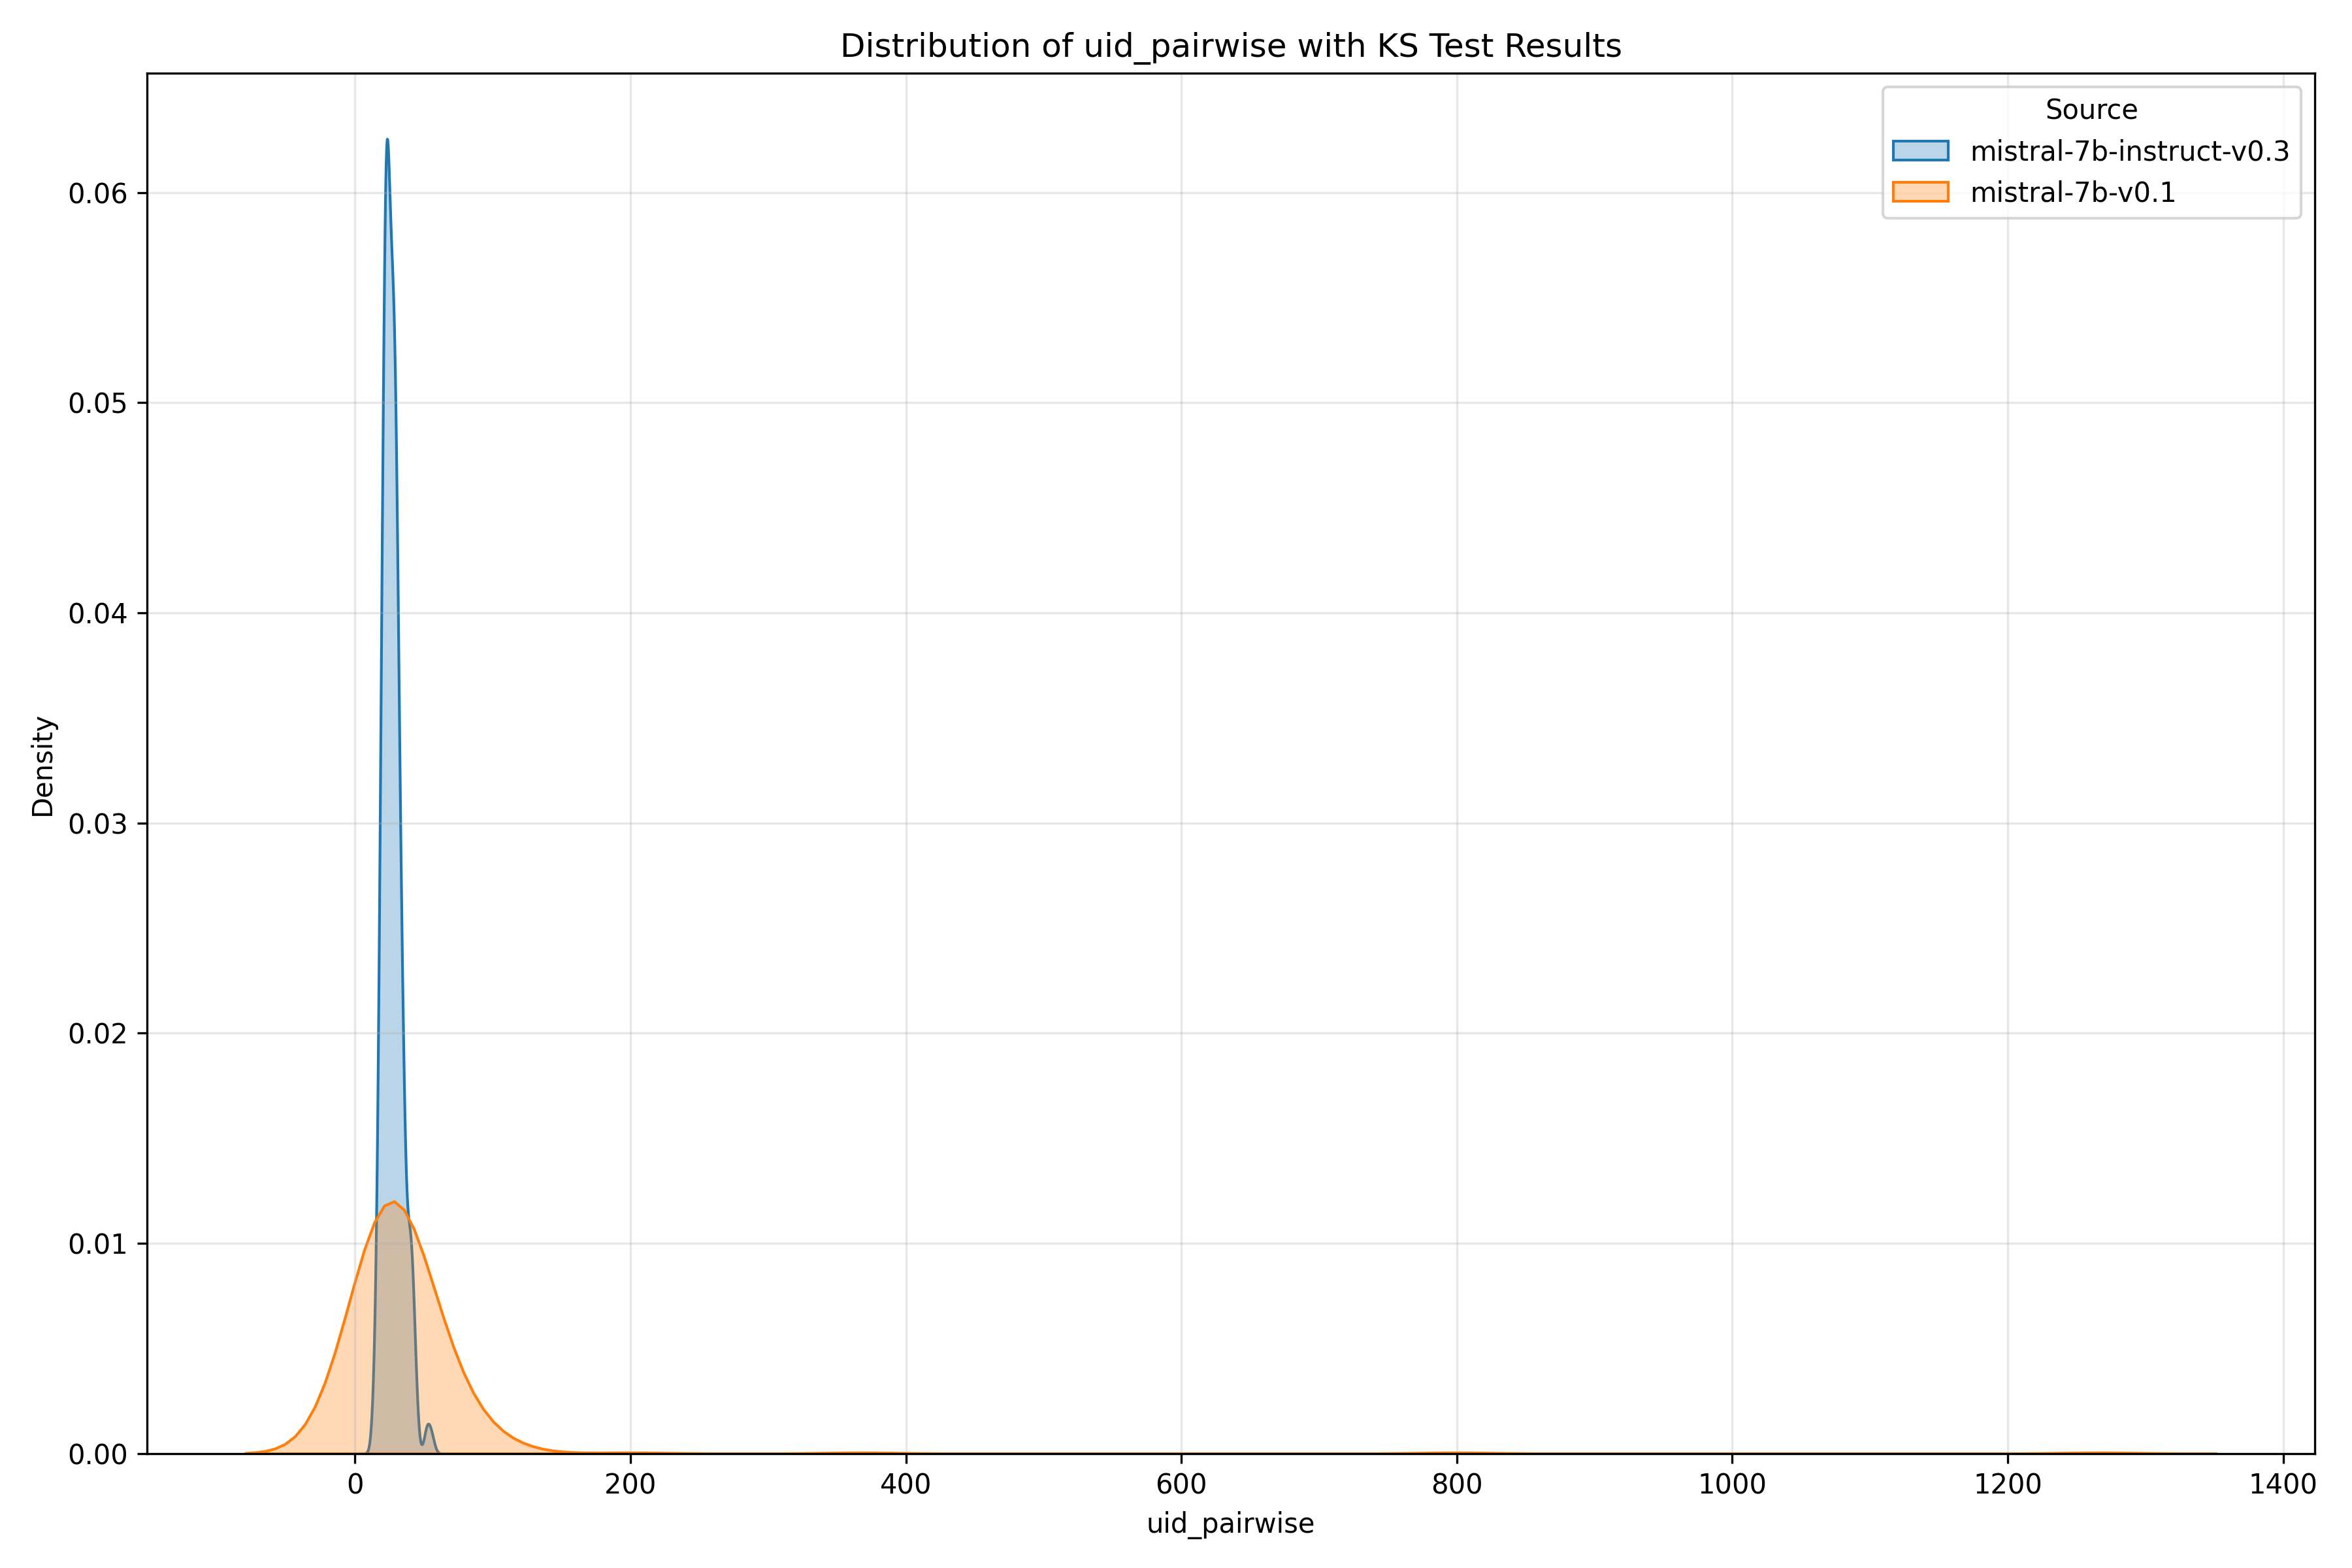 Distribution of uid_pairwise with KS Test Results
Source
mistral-7b-instruct-v0.3
mistral-7b-v0.1
Density
0.06
0.05
0.04
0.03
0.02
0.01
0.00
0
200
400
600
800
1000
1200
1400
uid_pairwise